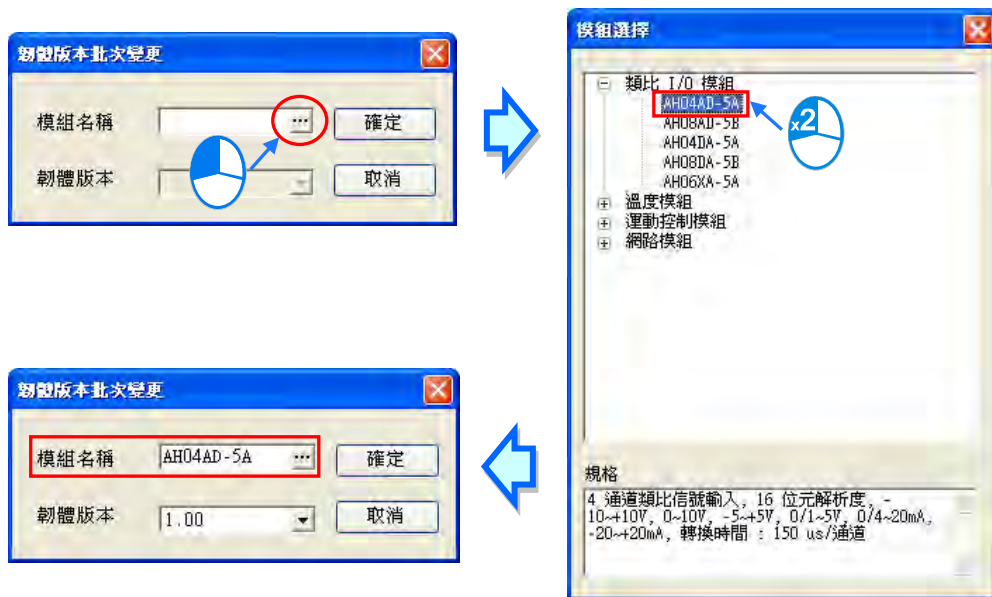 韌體版本批次變更
模組名稱
...
確定
韌體版本
取消
模組選擇
類比 I/O 模組
AH04AD-5A
AH08AD-5B
AH04DA-5A
AH08DA-5B
AH06XA-5A
溫度模組
運動控制模組
網路模組
x2
規格
4 通道類比信號輸入, 16 位元解析度, -
10~+10V, 0~10V, -5~+5V, 0/1~5V, 0/4~20mA,
-20~+20mA, 轉換時間 : 150 us/通道
韌體版本批次變更
模組名稱
AH04AD-5A
...
確定
韌體版本
1.00
取消